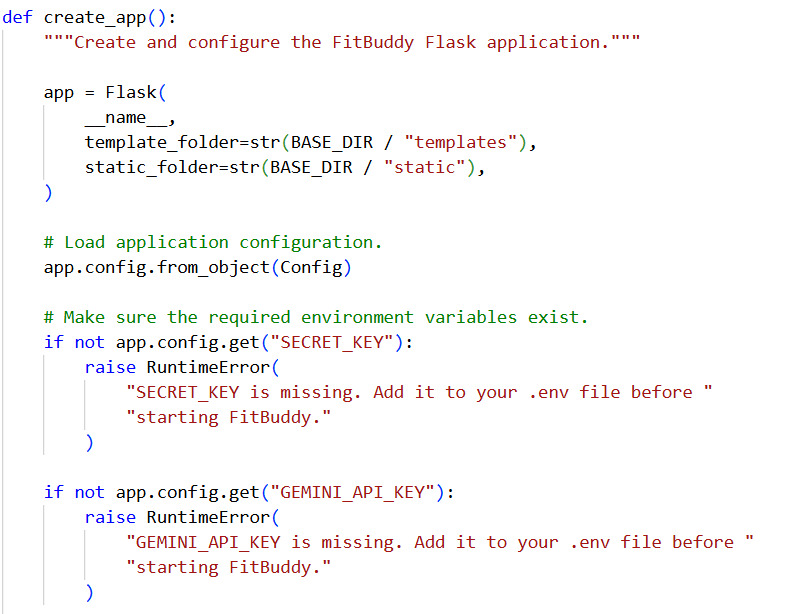 def create_app():
    """Create and configure the FitBuddy Flask application."""

    app = Flask(
        __name__,
        template_folder=str(BASE_DIR / "templates"),
        static_folder=str(BASE_DIR / "static"),
    )

    # Load application configuration.
    app.config.from_object(Config)

    # Make sure the required environment variables exist.
    if not app.config.get("SECRET_KEY"):
        raise RuntimeError(
            "SECRET_KEY is missing. Add it to your .env file before "
            "starting FitBuddy."
        )

    if not app.config.get("GEMINI_API_KEY"):
        raise RuntimeError(
            "GEMINI_API_KEY is missing. Add it to your .env file before "
            "starting FitBuddy."
        )